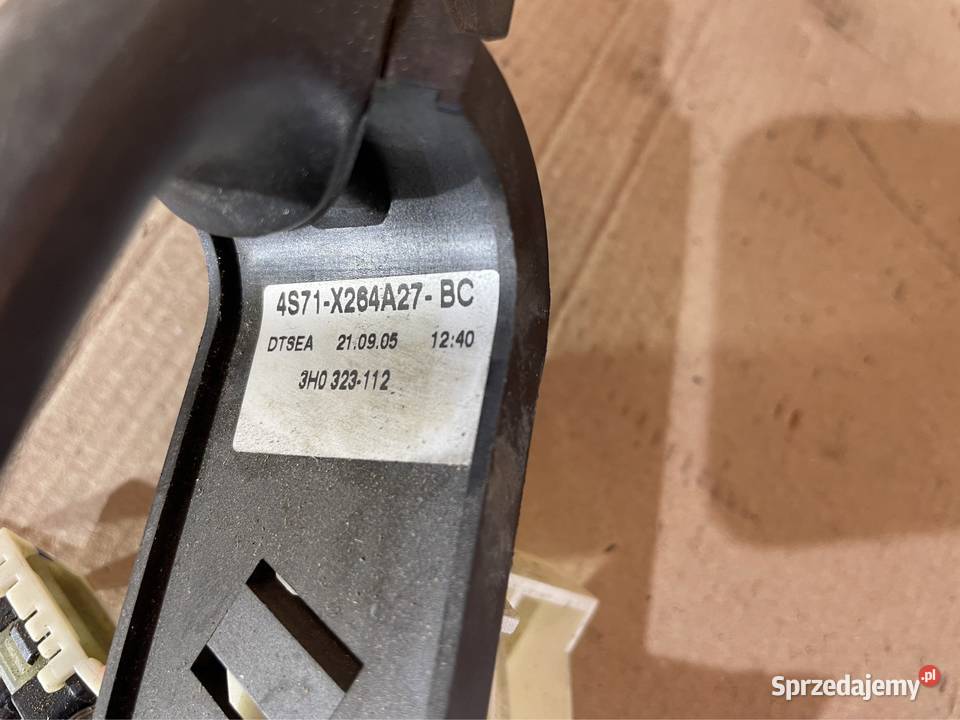 4S71-X264A27-BC
DTSEA 21.09.05 12:40
3H0 323-112
Sprzedajemy.pl